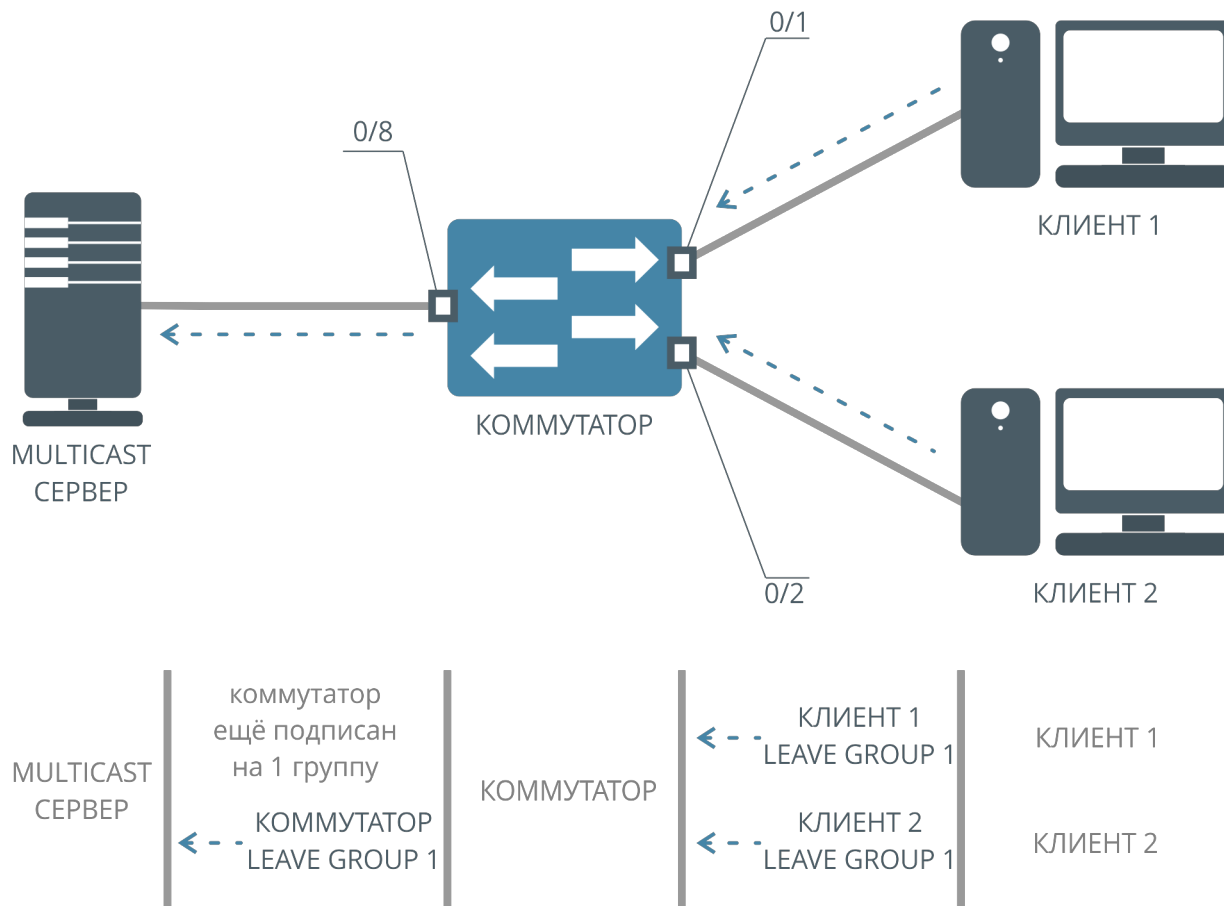 0/1
0/8
КЛИЕНТ 1
КОММУТАТОР
MULTICAST
СЕРВЕР
0/2
КЛИЕНТ 2
коммутатор
ещё подписан
на 1 группу
КЛИЕНТ 1
LEAVE GROUP 1
КЛИЕНТ 1
MULTICAST
СЕРВЕР
КОММУТАТОР
КОММУТАТОР
LEAVE GROUP 1
КЛИЕНТ 2
LEAVE GROUP 1
КЛИЕНТ 2